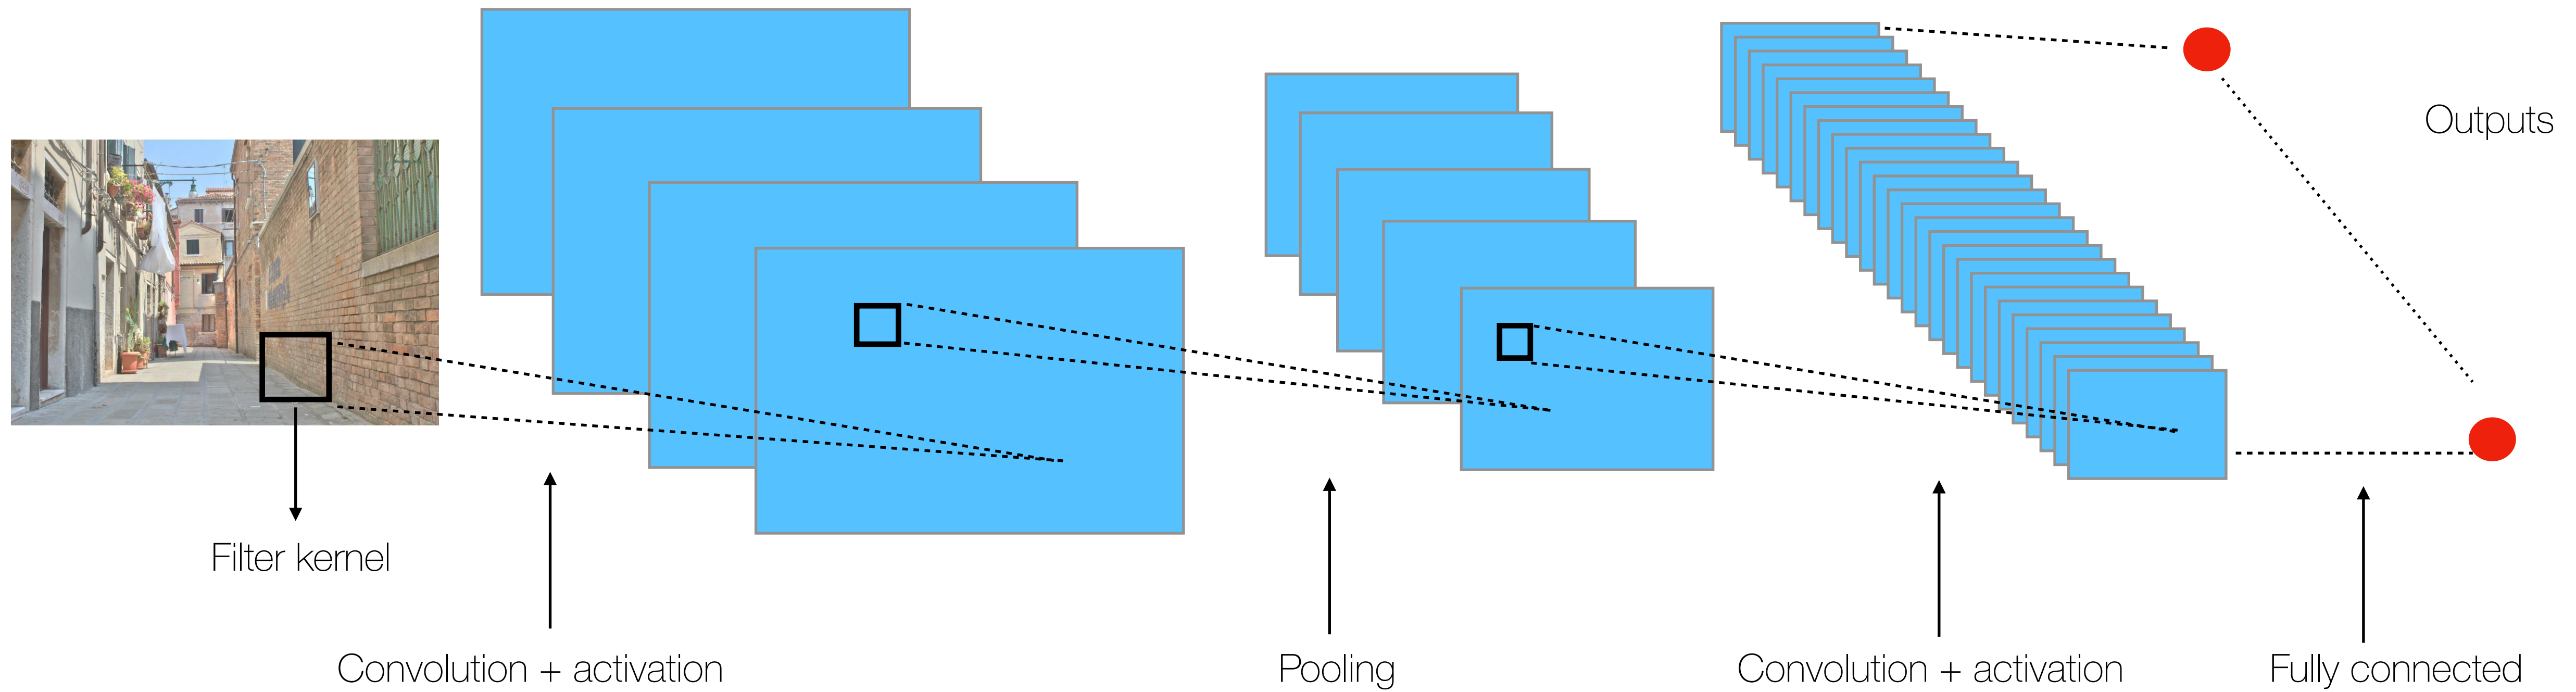 Outputs
Filter kernel
Convolution + activation
Pooling
Convolution + activation
Fully connected